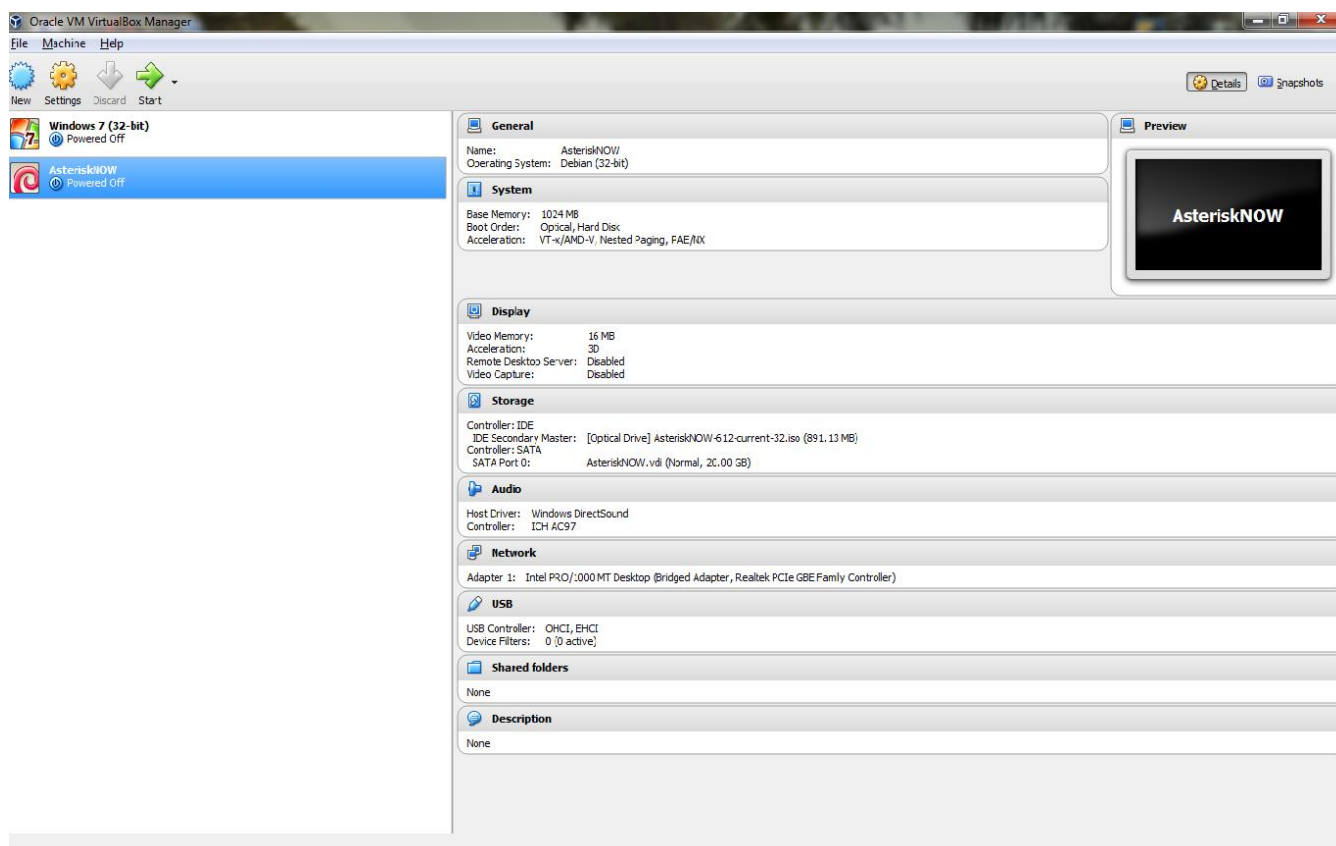 Oracle VM VirtualBox Manager
File Machine Help
New Settings Discard Start
Details Snapshots
Windows 7 (32-bit)
Powered Off
AsteriskNOW
Powered Off
General
Name: AsteriskNOW
Operating System: Debian (32-bit)
System
Base Memory: 1024 MB
Boot Order: Optical, Hard Disk
Acceleration: VT-x/AMD-V, Nested Paging, PAE/NX
Preview
AsteriskNOW
Display
Video Memory: 16 MB
Acceleration: 3D
Remote Desktop Server: Disabled
Video Capture: Disabled
Storage
Controller: IDE
IDE Secondary Master: [Optical Drive] AsteriskNOW-612-current-32.iso (891.13 MB)
Controller: SATA
SATA Port 0: AsteriskNOW.vdi (Normal, 20.00 GB)
Audio
Host Driver: Windows DirectSound
Controller: ICH AC97
Network
Adapter 1: Intel PRO/1000 MT Desktop (Bridged Adapter, Realtek PCIe GBE Family Controller)
USB
USB Controller: OHCI, EHCI
Device Filters: 0 (0 active)
Shared folders
None
Description
None